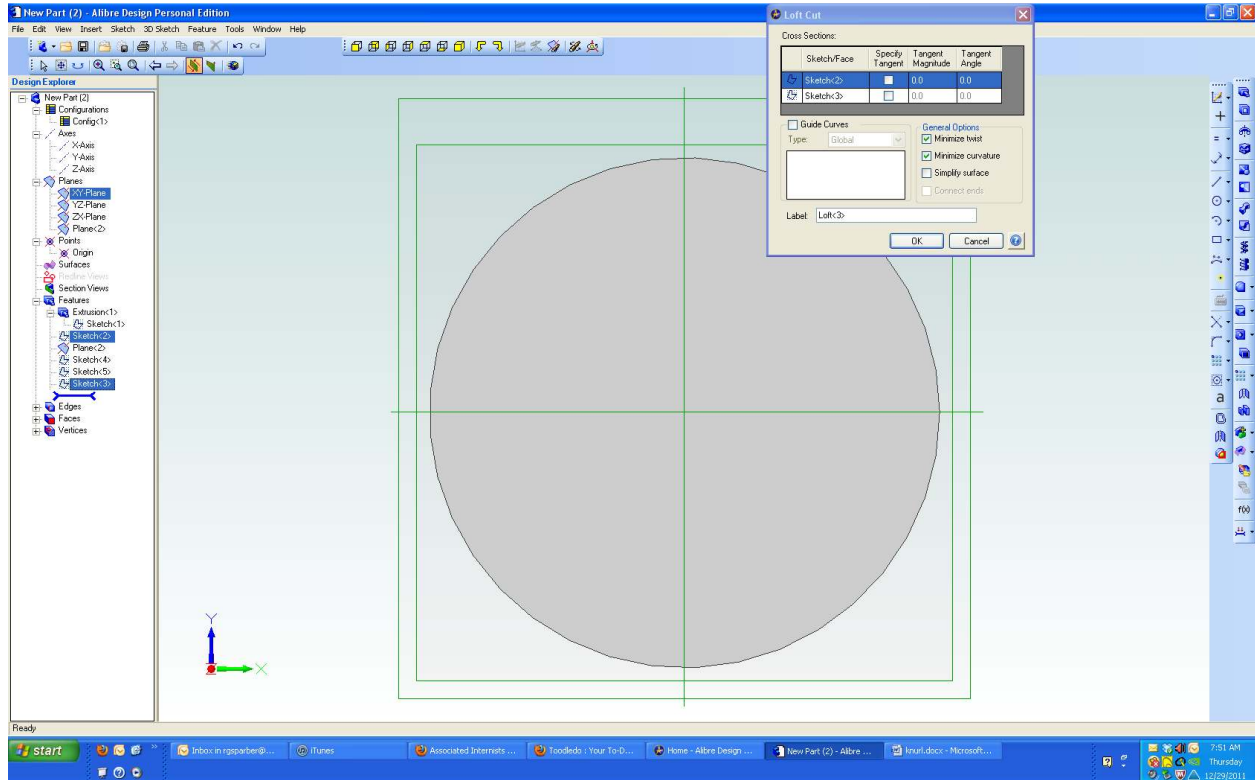 New Part (2) - Alibre Design Personal Edition
File Edit View Insert Sketch 3D Sketch Feature Tools Window Help
Design Explorer
New Part (2)
Configurations
Config<1>
Axes
X-Axis
Y-Axis
Z-Axis
Planes
XY-Plane
YZ-Plane
ZX-Plane
Plane<2>
Points
Origin
Surfaces
Redline Views
Section Views
Features
Extrusion<1>
Sketch<1>
Sketch<2>
Plane<2>
Sketch<4>
Sketch<5>
Sketch<3>
Edges
Faces
Vertices
Y
X
Loft Cut
Cross Sections:
Sketch/Face Specify Tangent Tangent Magnitude Tangent Angle
Sketch<2> 0.0 0.0
Sketch<3> 0.0 0.0
Guide Curves
Type: Global
General Options
Minimize twist
Minimize curvature
Simplify surface
Connect ends
Label: Loft<3>
OK Cancel
a
f(x)
Ready
start
Inbox in rgsparber@...
iTunes
Associated Internists ...
Toodledo : Your To-D...
Home - Alibre Design ...
New Part (2) - Alibre ...
knurl.docx - Microsoft...
7:51 AM
Thursday
12/29/2011